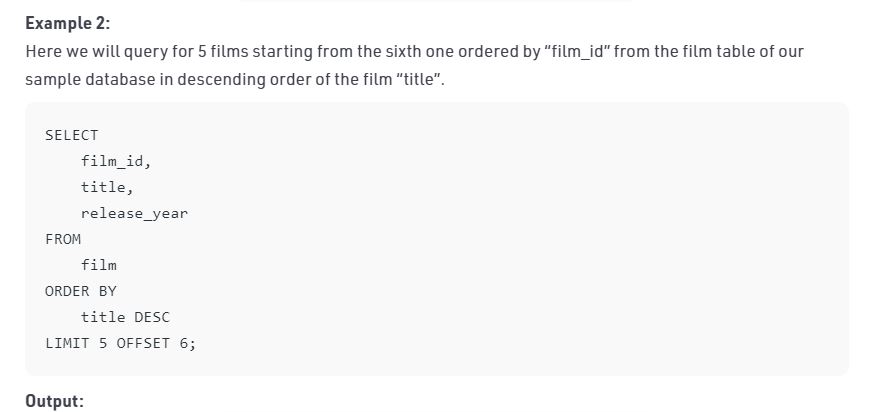 Example 2:
Here we will query for 5 films starting from the sixth one ordered by “film_id” from the film table of our
sample database in descending order of the film “title”.
SELECT
    film_id,
    title,
    release_year
FROM
    film
ORDER BY
    title DESC
LIMIT 5 OFFSET 6;
Output: